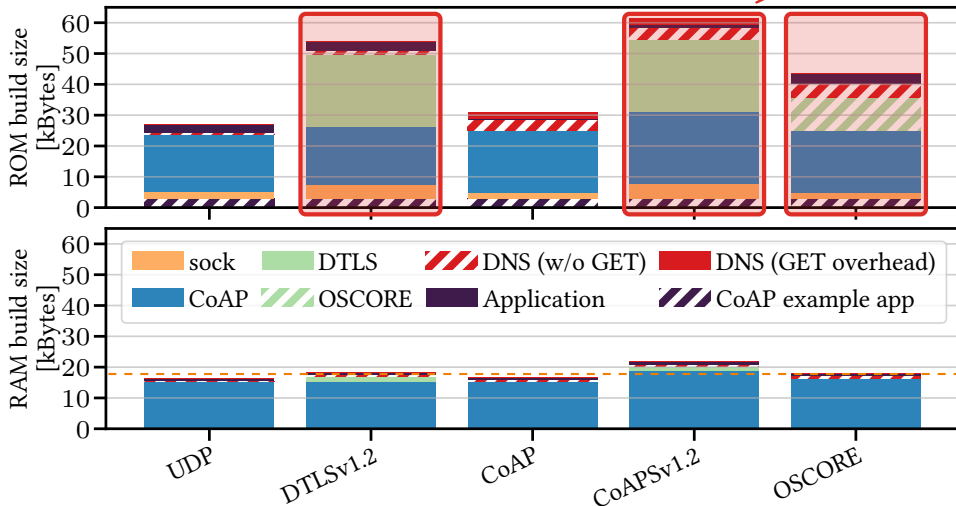 ROM build size
[kBytes]
60
50
40
30
20
10
0
RAM build size
[kBytes]
60
50
40
30
20
10
0
sock DTLS DNS (w/o GET) DNS (GET overhead)
CoAP OSCORE Application CoAP example app
UDP DTLSv1.2 CoAP CoAPSv1.2 OSCORE